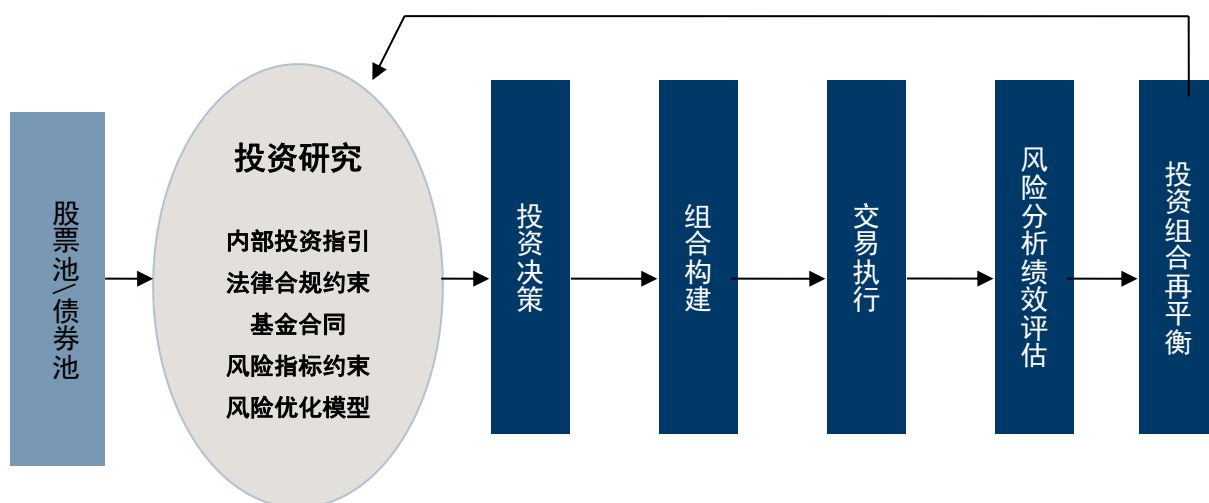 股票池\债券池
投资研究
内部投资指引
法律合规约束
基金合同
风险指标约束
风险优化模型
投资决策
组合构建
交易执行
风险分析绩效评估
投资组合再平衡